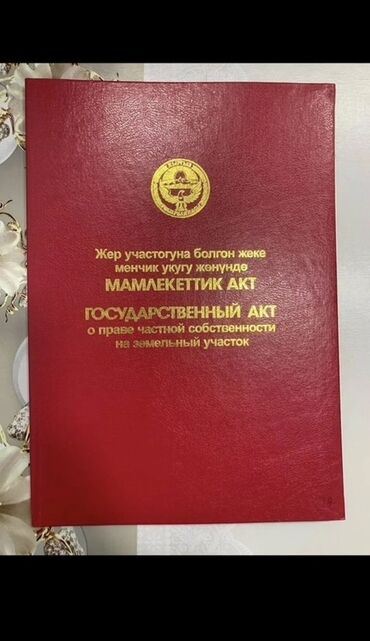 Жер участогуна болгон жеке
менчик укугу жөнүндө
МАМЛЕКЕТТИК АКТ
ГОСУДАРСТВЕННЫЙ АКТ
о праве частной собственности
на земельный участок